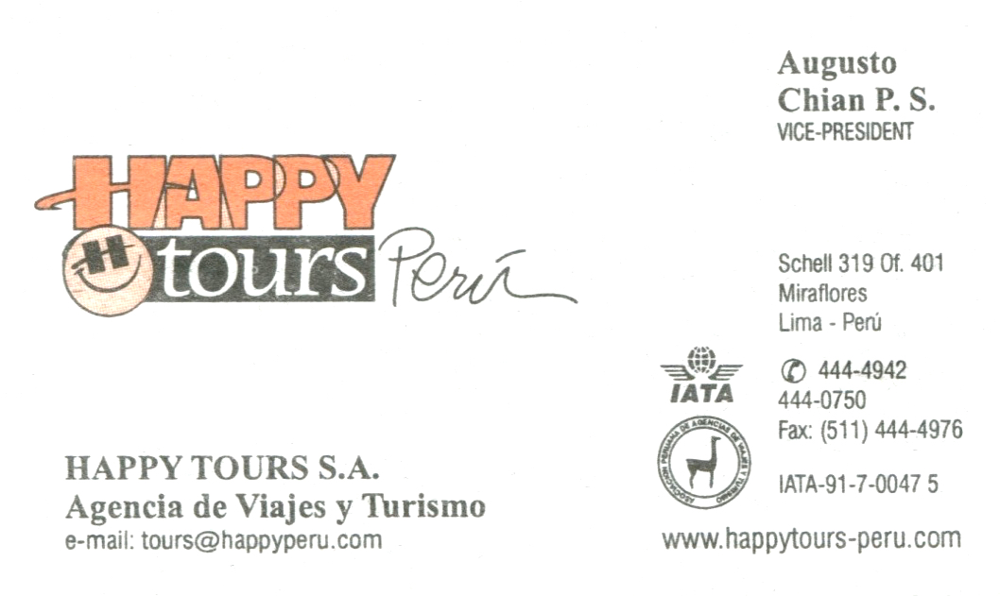 Augusto
Chian P. S.
VICE-PRESIDENT
HAPPY
H tours Perú
Schell 319 Of. 401
Miraflores
Lima - Perú
✆ 444-4942
444-0750
Fax: (511) 444-4976
IATA
ASOCIACION PERUANA DE AGENCIAS DE VIAJES Y TURISMO
IATA-91-7-0047 5
HAPPY TOURS S.A.
Agencia de Viajes y Turismo
e-mail: tours@happyperu.com
www.happytours-peru.com